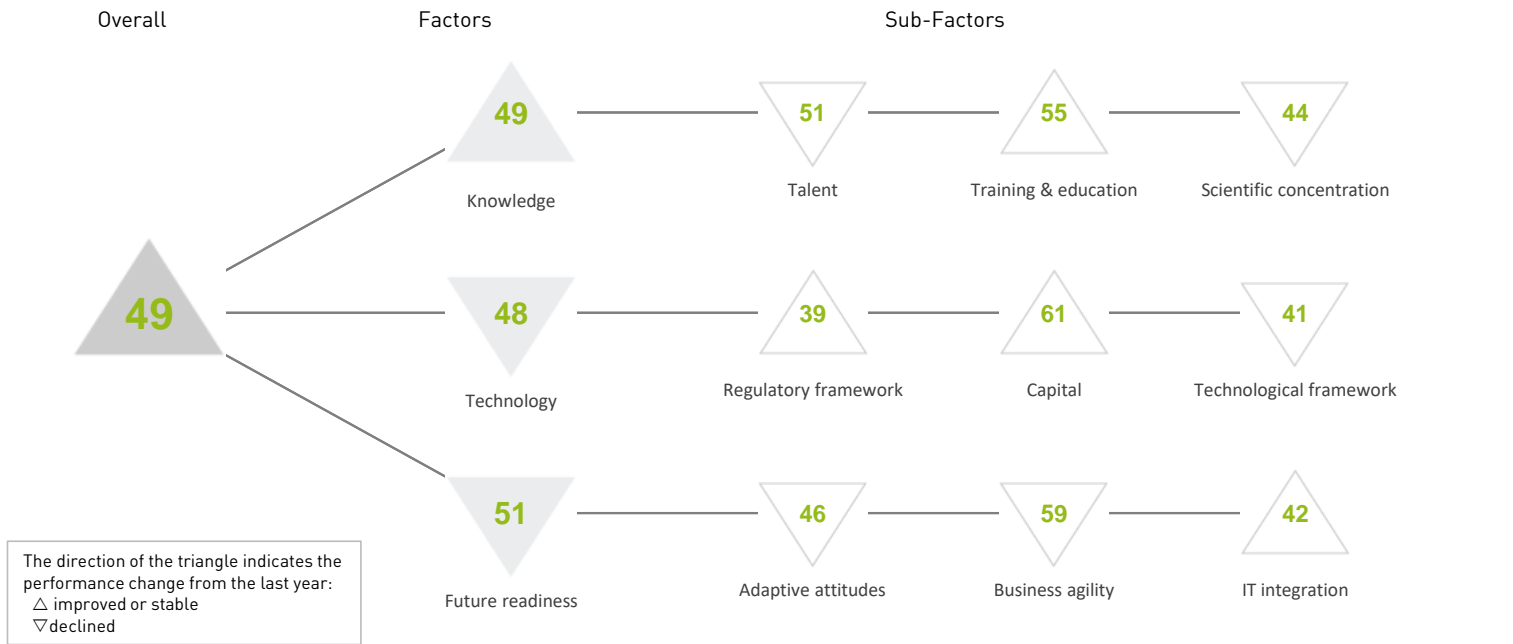 Overall
Factors
Sub-Factors
49
51
55
44
Knowledge
Talent
Training & education
Scientific concentration
49
48
39
61
41
Technology
Regulatory framework
Capital
Technological framework
51
46
59
42
Future readiness
Adaptive attitudes
Business agility
IT integration
The direction of the triangle indicates the
performance change from the last year:
△ improved or stable
▽declined